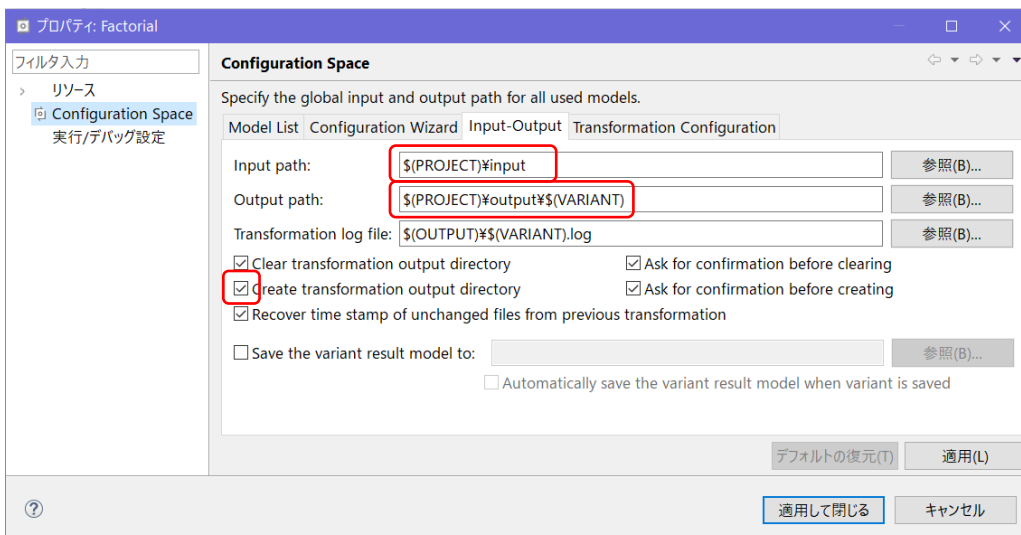 プロパティ: Factorial
フィルタ入力
リソース
Configuration Space
実行/デバッグ設定
Configuration Space
Specify the global input and output path for all used models.
Model List Configuration Wizard Input-Output Transformation Configuration
Input path: $(PROJECT)¥input 参照(B)...
Output path: $(PROJECT)¥output¥$(VARIANT) 参照(B)...
Transformation log file: $(OUTPUT)¥$(VARIANT).log 参照(B)...
Clear transformation output directory Ask for confirmation before clearing
Create transformation output directory Ask for confirmation before creating
Recover time stamp of unchanged files from previous transformation
Save the variant result model to: 参照(B)...
Automatically save the variant result model when variant is saved
デフォルトの復元(T) 適用(L)
? 適用して閉じる キャンセル